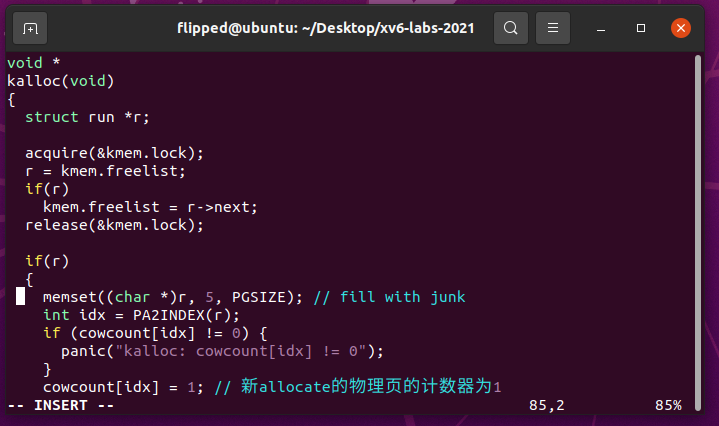 flipped@ubuntu: ~/Desktop/xv6-labs-2021
void *
kalloc(void)
{
  struct run *r;

  acquire(&kmem.lock);
  r = kmem.freelist;
  if(r)
    kmem.freelist = r->next;
  release(&kmem.lock);

  if(r)
  {
    memset((char *)r, 5, PGSIZE); // fill with junk
    int idx = PA2INDEX(r);
    if (cowcount[idx] != 0) {
      panic("kalloc: cowcount[idx] != 0");
    }
    cowcount[idx] = 1; // 新allocate的物理页的计数器为1
-- INSERT -- 85,2 85%